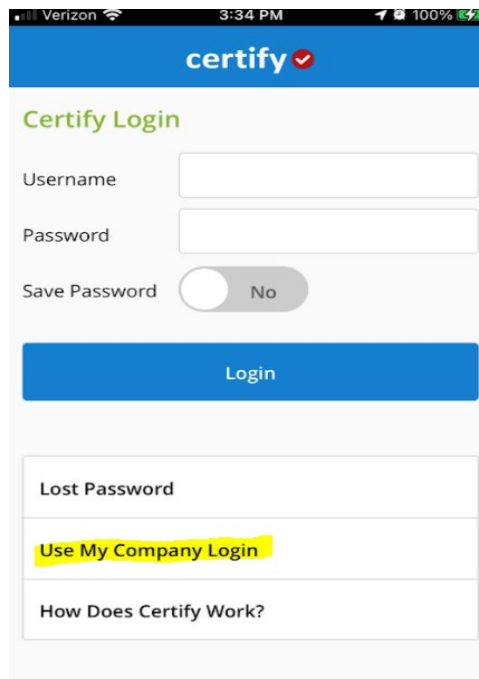 Verizon 3:34 PM 100%
certify
Certify Login
Username
Password
Save Password No
Login
Lost Password
Use My Company Login
How Does Certify Work?